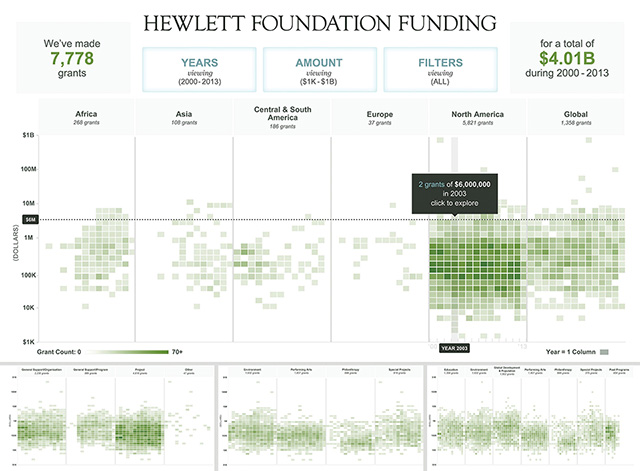 HEWLETT FOUNDATION FUNDING
We've made
7,778
grants
YEARS
viewing
(2000 - 2013)
AMOUNT
viewing
($1K - $1B)
FILTERS
viewing
(ALL)
for a total of
$4.01B
during 2000 - 2013
Africa
268 grants
Asia
108 grants
Central & South
America
186 grants
Europe
37 grants
North America
5,821 grants
Global
1,358 grants
$1B
100M
10M
$6M
1M
100K
10K
$1K
(DOLLARS)
2 grants of $6,000,000
in 2003
click to explore
YEAR 2003
Grant Count: 0
70+
Year = 1 Column
General Support/Organization
General Support/Program
Project
Other
Environment
Performing Arts
Philanthropy
Special Projects
Education
Environment
Global Development
& Population
Performing Arts
Philanthropy
Special Projects
Past Programs